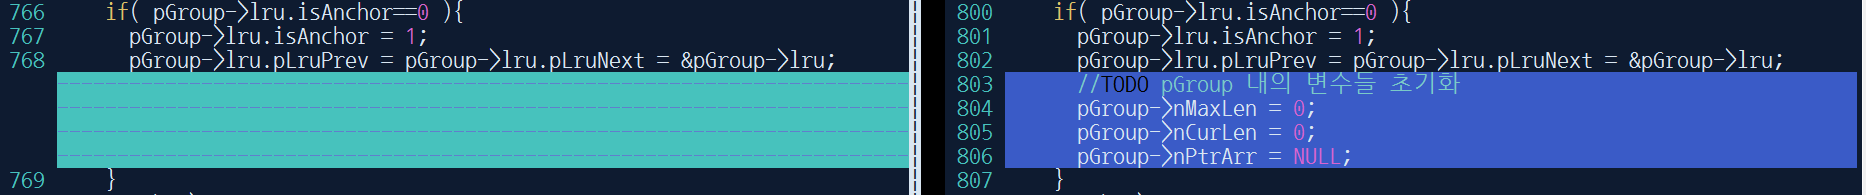 766 if( pGroup->lru.isAnchor==0 ){
767 pGroup->lru.isAnchor = 1;
768 pGroup->lru.pLruPrev = pGroup->lru.pLruNext = &pGroup->lru;
769 }
800 if( pGroup->lru.isAnchor==0 ){
801 pGroup->lru.isAnchor = 1;
802 pGroup->lru.pLruPrev = pGroup->lru.pLruNext = &pGroup->lru;
803 //TODO pGroup 내의 변수들 초기화
804 pGroup->nMaxLen = 0;
805 pGroup->nCurLen = 0;
806 pGroup->nPtrArr = NULL;
807 }